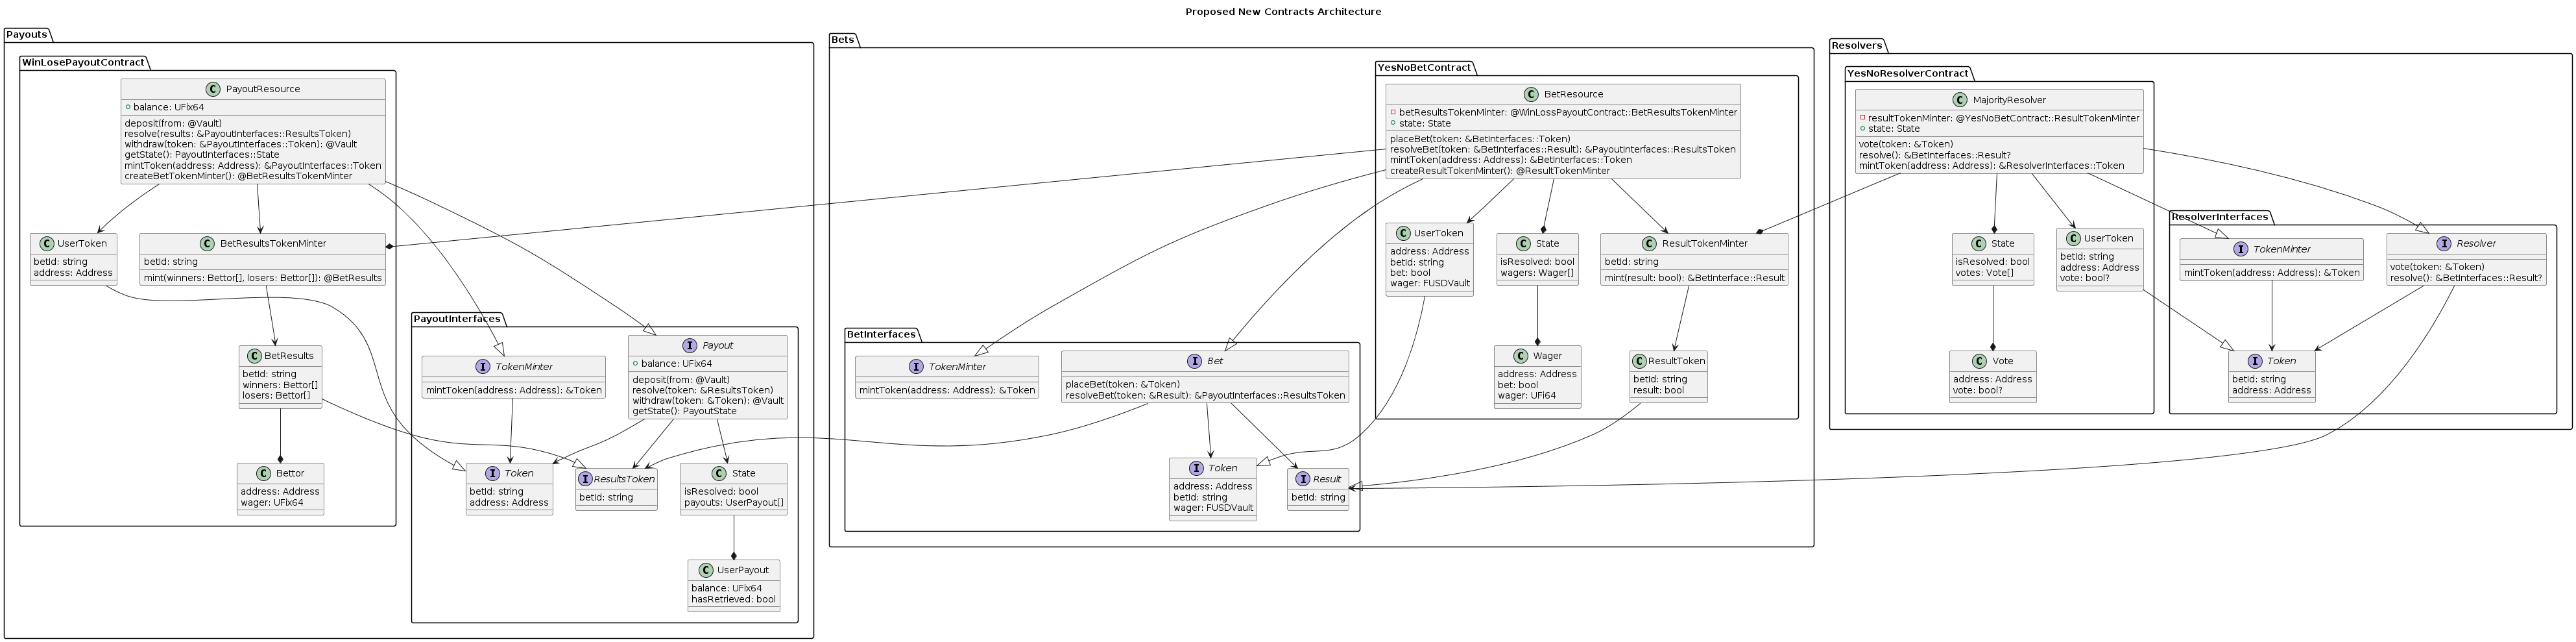 Proposed New Contracts Architecture
Payouts
WinLosePayoutContract
C PayoutResource
balance: UFix64
deposit(from: @Vault)
resolve(results: &PayoutInterfaces::ResultsToken)
withdraw(token: &PayoutInterfaces::Token): @Vault
getState(): PayoutInterfaces::State
mintToken(address: Address): &PayoutInterfaces::Token
createBetTokenMinter(): @BetResultsTokenMinter
C UserToken
betId: string
address: Address
C BetResultsTokenMinter
betId: string
mint(winners: Bettor[], losers: Bettor[]): @BetResults
C BetResults
betId: string
winners: Bettor[]
losers: Bettor[]
C Bettor
address: Address
wager: UFix64
PayoutInterfaces
I TokenMinter
mintToken(address: Address): &Token
I Payout
balance: UFix64
deposit(from: @Vault)
resolve(token: &ResultsToken)
withdraw(token: &Token): @Vault
getState(): PayoutState
I Token
betId: string
address: Address
I ResultsToken
betId: string
C State
isResolved: bool
payouts: UserPayout[]
C UserPayout
balance: UFix64
hasRetrieved: bool
Bets
YesNoBetContract
C BetResource
betResultsTokenMinter: @WinLossPayoutContract::BetResultsTokenMinter
state: State
placeBet(token: &BetInterfaces::Token)
resolveBet(token: &BetInterfaces::Result): &PayoutInterfaces::ResultsToken
mintToken(address: Address): &BetInterfaces::Token
createResultTokenMinter(): @ResultTokenMinter
C UserToken
address: Address
betId: string
bet: bool
wager: FUSDVault
C State
isResolved: bool
wagers: Wager[]
C ResultTokenMinter
betId: string
mint(result: bool): &BetInterface::Result
C Wager
address: Address
bet: bool
wager: UFi64
C ResultToken
betId: string
result: bool
BetInterfaces
I TokenMinter
mintToken(address: Address): &Token
I Bet
placeBet(token: &Token)
resolveBet(token: &Result): &PayoutInterfaces::ResultsToken
I Token
address: Address
betId: string
wager: FUSDVault
I Result
betId: string
Resolvers
YesNoResolverContract
C MajorityResolver
resultTokenMinter: @YesNoBetContract::ResultTokenMinter
state: State
vote(token: &Token)
resolve(): &BetInterfaces::Result?
mintToken(address: Address): &ResolverInterfaces::Token
C State
isResolved: bool
votes: Vote[]
C UserToken
betId: string
address: Address
vote: bool?
C Vote
address: Address
vote: bool?
ResolverInterfaces
I TokenMinter
mintToken(address: Address): &Token
I Resolver
vote(token: &Token)
resolve(): &BetInterfaces::Result?
I Token
betId: string
address: Address